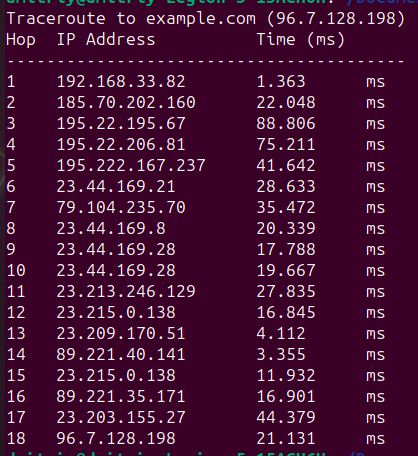 Traceroute to example.com (96.7.128.198)
Hop IP Address Time (ms)
----------------------------------------
1 192.168.33.82 1.363 ms
2 185.70.202.160 22.048 ms
3 195.22.195.67 88.806 ms
4 195.22.206.81 75.211 ms
5 195.222.167.237 41.642 ms
6 23.44.169.21 28.633 ms
7 79.104.235.70 35.472 ms
8 23.44.169.8 20.339 ms
9 23.44.169.28 17.788 ms
10 23.44.169.28 19.667 ms
11 23.213.246.129 27.835 ms
12 23.215.0.138 16.845 ms
13 23.209.170.51 4.112 ms
14 89.221.40.141 3.355 ms
15 23.215.0.138 11.932 ms
16 89.221.35.171 16.901 ms
17 23.203.155.27 44.379 ms
18 96.7.128.198 21.131 ms